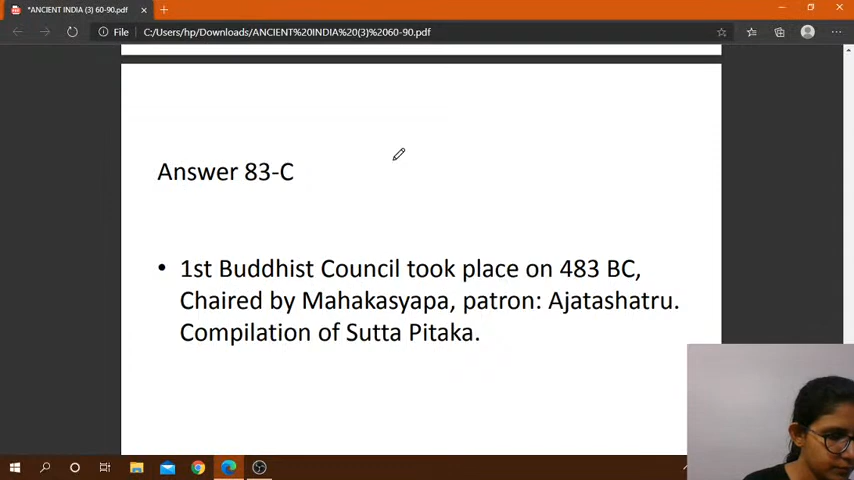 *ANCIENT INDIA (3) 60-90.pdf
File
C:/Users/hp/Downloads/ANCIENT%20INDIA%20(3)%2060-90.pdf
Answer 83-C
• 1st Buddhist Council took place on 483 BC,
Chaired by Mahakasyapa, patron: Ajatashatru.
Compilation of Sutta Pitaka.